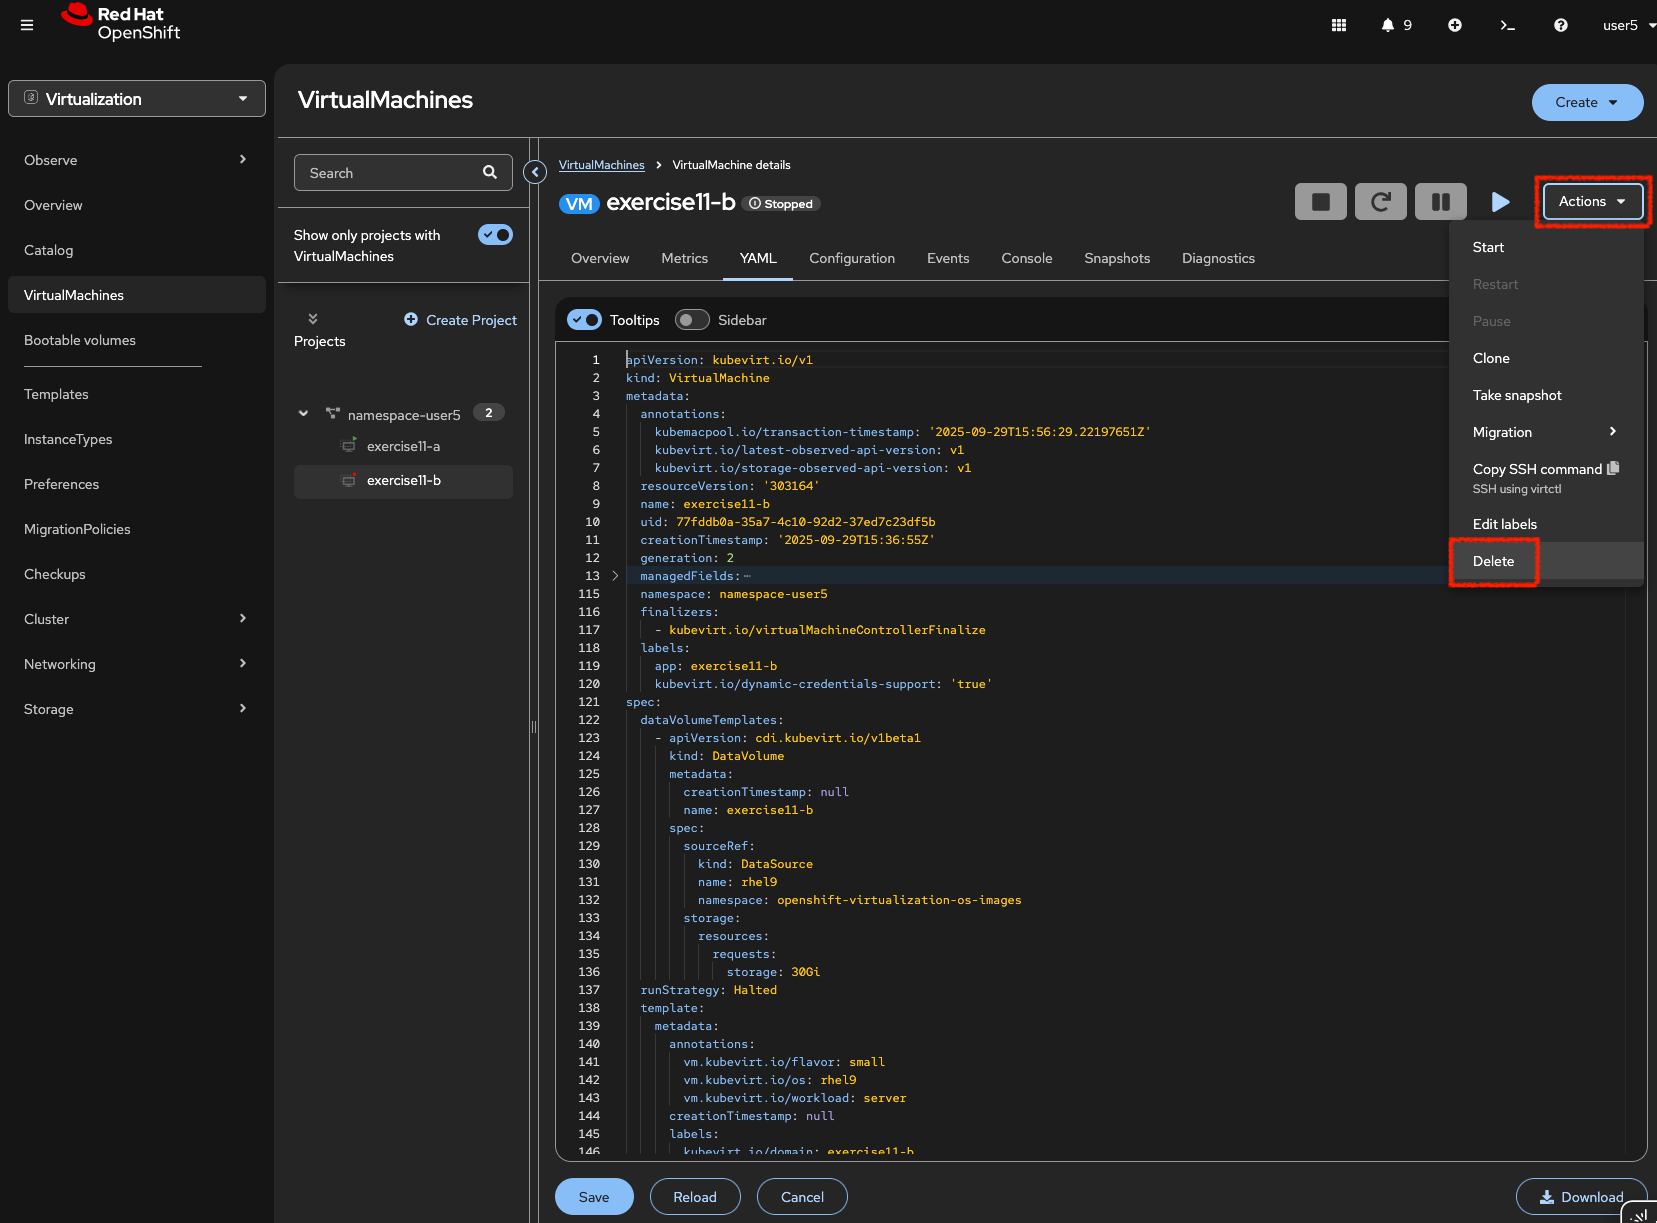 Red Hat
OpenShift
9
user5
Virtualization
Observe
Overview
Catalog
VirtualMachines
Bootable volumes
Templates
InstanceTypes
Preferences
MigrationPolicies
Checkups
Cluster
Networking
Storage
VirtualMachines
Create
Search
Show only projects with
VirtualMachines
Create Project
Projects
namespace-user5 2
exercise11-a
exercise11-b
VirtualMachines > VirtualMachine details
VM exercise11-b Stopped
Actions
Overview Metrics YAML Configuration Events Console Snapshots Diagnostics
Tooltips Sidebar
Start
Restart
Pause
Clone
Take snapshot
Migration
Copy SSH command
SSH using virtctl
Edit labels
Delete
1 apiVersion: kubevirt.io/v1
2 kind: VirtualMachine
3 metadata:
4 annotations:
5 kubemacpool.io/transaction-timestamp: '2025-09-29T15:56:29.22197651Z'
6 kubevirt.io/latest-observed-api-version: v1
7 kubevirt.io/storage-observed-api-version: v1
8 resourceVersion: '303164'
9 name: exercise11-b
10 uid: 77fddb0a-35a7-4c10-92d2-37ed7c23df5b
11 creationTimestamp: '2025-09-29T15:36:55Z'
12 generation: 2
13 managedFields:⋯
115 namespace: namespace-user5
116 finalizers:
117 - kubevirt.io/virtualMachineControllerFinalize
118 labels:
119 app: exercise11-b
120 kubevirt.io/dynamic-credentials-support: 'true'
121 spec:
122 dataVolumeTemplates:
123 - apiVersion: cdi.kubevirt.io/v1beta1
124 kind: DataVolume
125 metadata:
126 creationTimestamp: null
127 name: exercise11-b
128 spec:
129 sourceRef:
130 kind: DataSource
131 name: rhel9
132 namespace: openshift-virtualization-os-images
133 storage:
134 resources:
135 requests:
136 storage: 30Gi
137 runStrategy: Halted
138 template:
139 metadata:
140 annotations:
141 vm.kubevirt.io/flavor: small
142 vm.kubevirt.io/os: rhel9
143 vm.kubevirt.io/workload: server
144 creationTimestamp: null
145 labels:
146 kubevirt.io/domain: exercise11-b
Save Reload Cancel Download